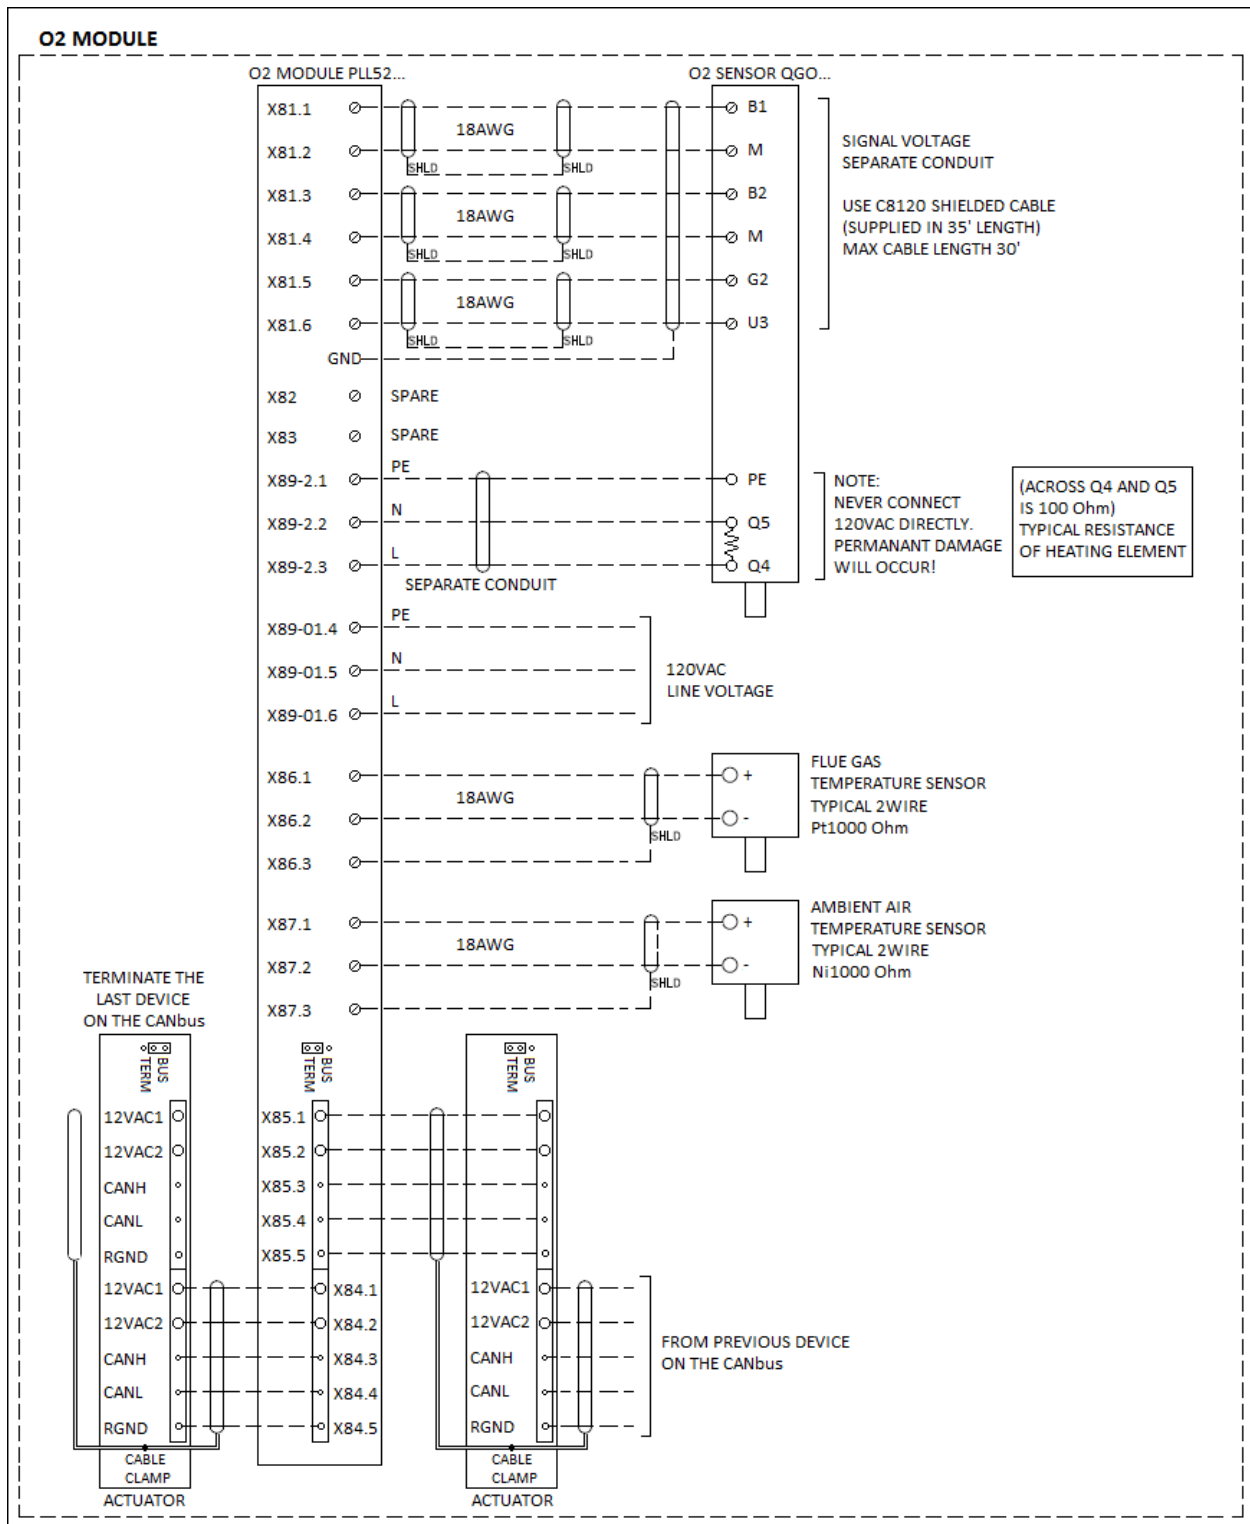 O2 MODULE
O2 MODULE PLL52...
O2 SENSOR QGO...
X81.1
18AWG
B1
X81.2
M
SHLD
SHLD
X81.3
18AWG
B2
X81.4
M
SHLD
SHLD
X81.5
18AWG
G2
X81.6
U3
SHLD
SHLD
GND
SIGNAL VOLTAGE
SEPARATE CONDUIT
USE C8120 SHIELDED CABLE
(SUPPLIED IN 35' LENGTH)
MAX CABLE LENGTH 30'
X82
SPARE
X83
SPARE
X89-2.1
PE
PE
X89-2.2
N
Q5
X89-2.3
L
Q4
SEPARATE CONDUIT
NOTE:
NEVER CONNECT
120VAC DIRECTLY.
PERMANANT DAMAGE
WILL OCCUR!
(ACROSS Q4 AND Q5
IS 100 Ohm)
TYPICAL RESISTANCE
OF HEATING ELEMENT
X89-01.4
PE
X89-01.5
N
X89-01.6
L
120VAC
LINE VOLTAGE
X86.1
+
18AWG
X86.2
-
SHLD
X86.3
FLUE GAS
TEMPERATURE SENSOR
TYPICAL 2WIRE
Pt1000 Ohm
X87.1
+
18AWG
X87.2
-
SHLD
X87.3
AMBIENT AIR
TEMPERATURE SENSOR
TYPICAL 2WIRE
Ni1000 Ohm
TERMINATE THE
LAST DEVICE
ON THE CANbus
BUS
TERM
BUS
TERM
BUS
TERM
12VAC1
12VAC2
CANH
CANL
RGND
12VAC1
12VAC2
CANH
CANL
RGND
CABLE
CLAMP
ACTUATOR
X85.1
X85.2
X85.3
X85.4
X85.5
X84.1
X84.2
X84.3
X84.4
X84.5
12VAC1
12VAC2
CANH
CANL
RGND
CABLE
CLAMP
ACTUATOR
FROM PREVIOUS DEVICE
ON THE CANbus